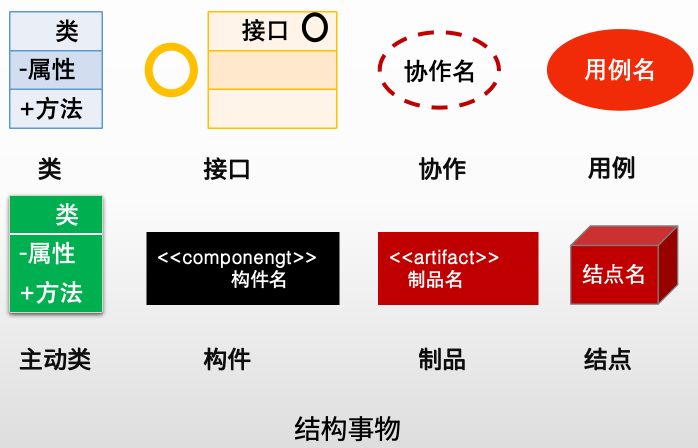 类
-属性
+方法
接口
协作名
用例名
类
接口
协作
用例
类
-属性
+方法
<<componengt>>
构件名
<<artifact>>
制品名
结点名
主动类
构件
制品
结点
结构事物